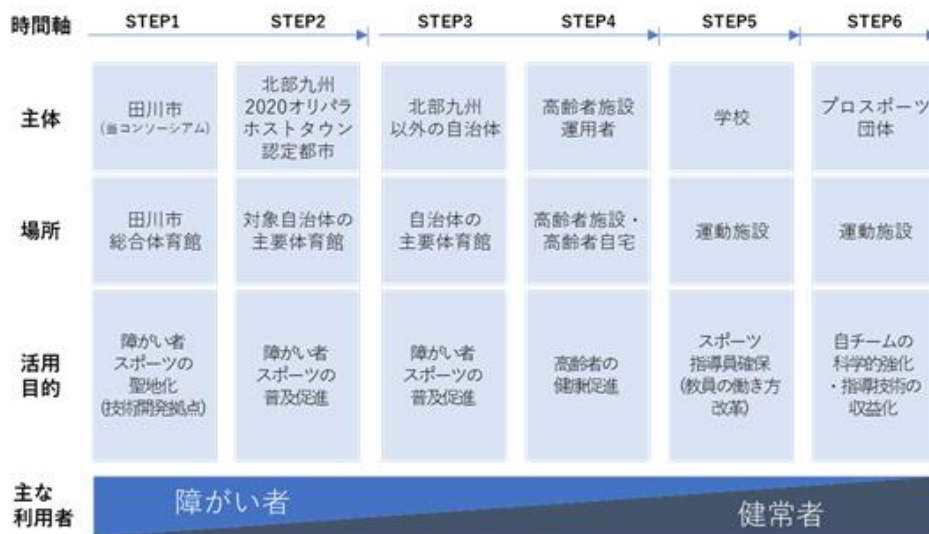 時間軸 STEP1 STEP2 STEP3 STEP4 STEP5 STEP6
主体
田川市
(当コンソーシアム)
北部九州
2020オリパラ
ホストタウン
認定都市
北部九州
以外の自治体
高齢者施設
運用者
学校
プロスポーツ
団体
場所
田川市
総合体育館
対象自治体の
主要体育館
自治体の
主要体育館
高齢者施設・
高齢者自宅
運動施設
運動施設
活用
目的
障がい者
スポーツの
聖地化
(技術開発拠点)
障がい者
スポーツの
普及促進
障がい者
スポーツの
普及促進
高齢者の
健康促進
スポーツ
指導員確保
(教員の働き方
改革)
自チームの
科学的強化
・指導技術の
収益化
主な
利用者
障がい者
健常者